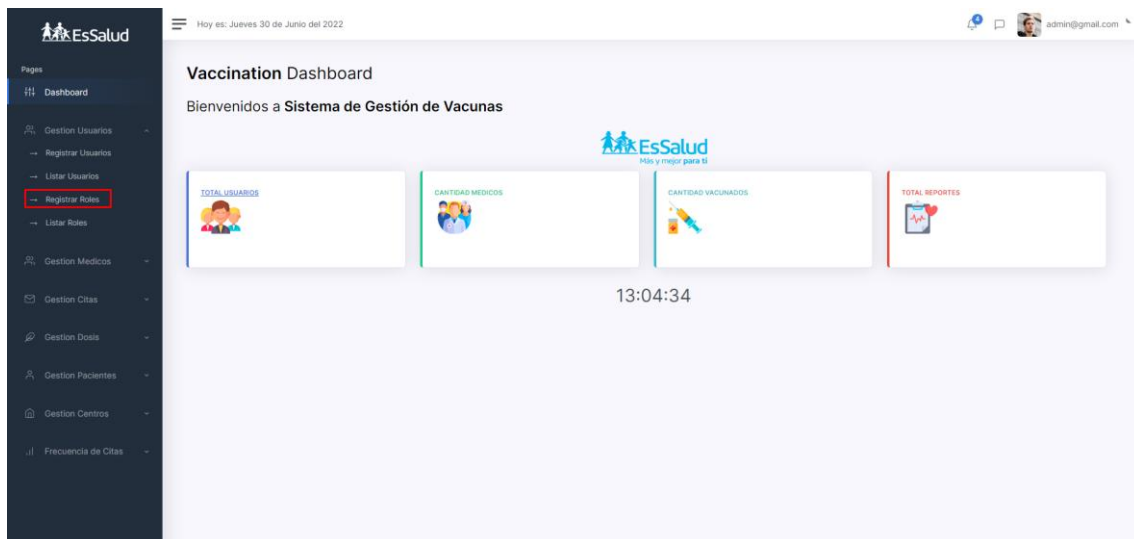 EsSalud
Hoy es: Jueves 30 de Junio del 2022
4
admin@gmail.com
Pages
Dashboard
Gestion Usuarios
→ Registrar Usuarios
→ Listar Usuarios
→ Registrar Roles
→ Listar Roles
Gestion Medicos
Gestion Citas
Gestion Dosis
Gestion Pacientes
Gestion Centros
Frecuencia de Citas
Vaccination Dashboard
Bienvenidos a Sistema de Gestión de Vacunas
EsSalud
Más y mejor para ti
TOTAL USUARIOS
CANTIDAD MEDICOS
CANTIDAD VACUNADOS
TOTAL REPORTES
13:04:34